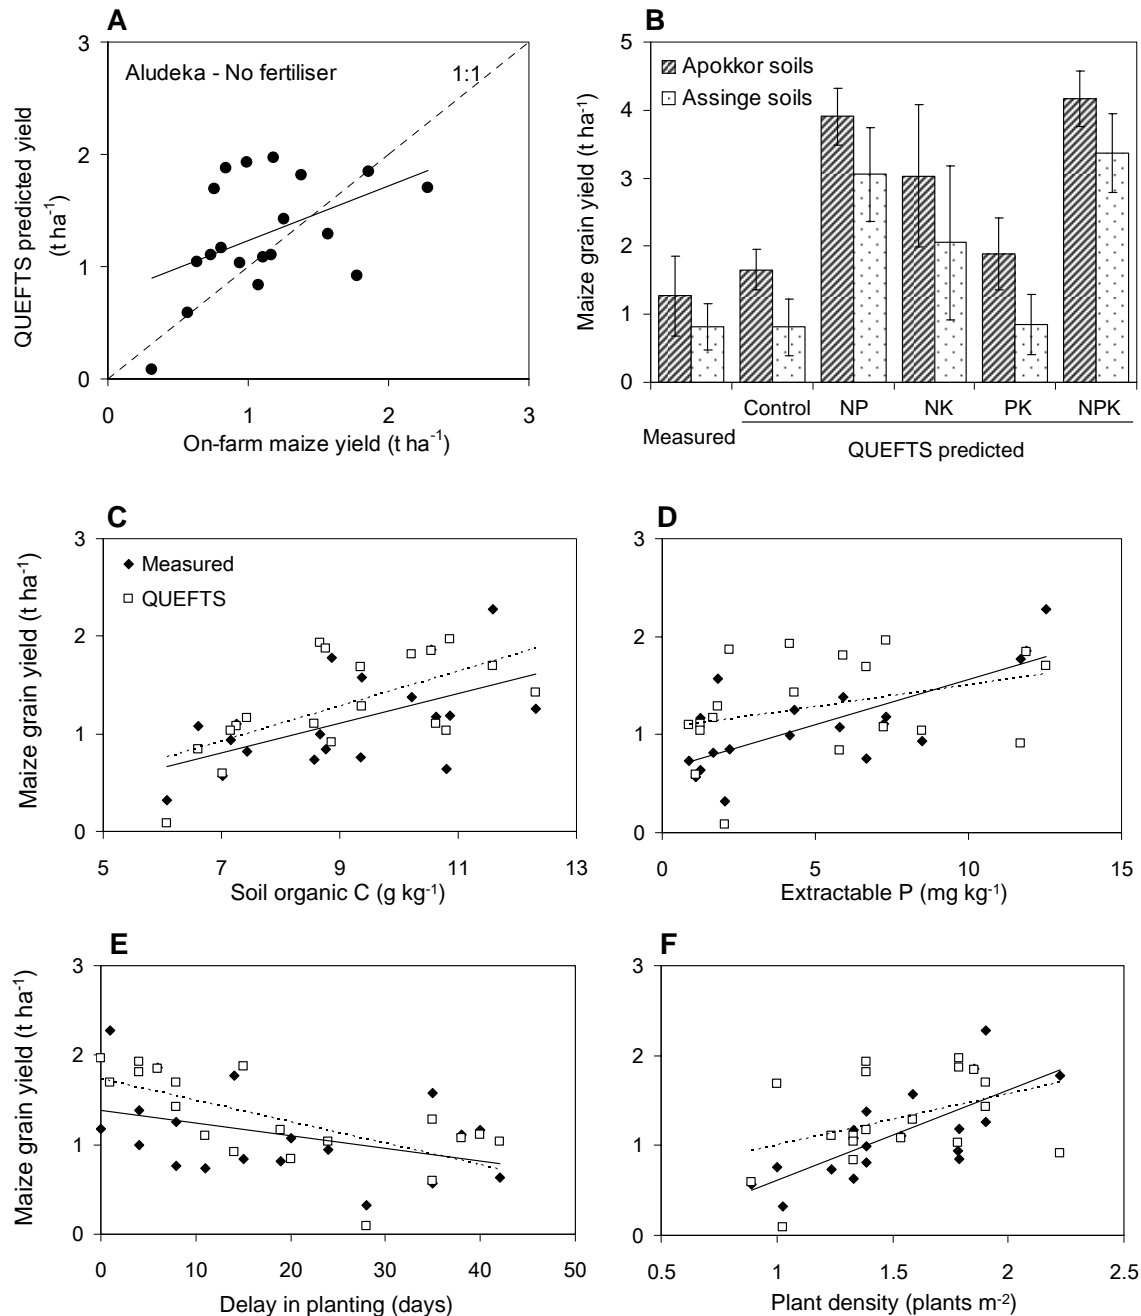 A
3
2
1
0
0
1
2
3
Aludeka - No fertiliser
1:1
QUEFTS predicted yield
(t ha-1)
On-farm maize yield (t ha-1)
B
5
4
3
2
1
0
Apokkor soils
Assinge soils
Maize grain yield (t ha-1)
Control NP NK PK NPK
Measured
QUEFTS predicted
C
3
2
1
0
5 7 9 11 13
Measured
QUEFTS
Maize grain yield (t ha-1)
Soil organic C (g kg-1)
D
3
2
1
0
0 5 10 15
Extractable P (mg kg-1)
E
3
2
1
0
0 10 20 30 40 50
Maize grain yield (t ha-1)
Delay in planting (days)
F
3
2
1
0
0.5 1 1.5 2 2.5
Plant density (plants m-2)